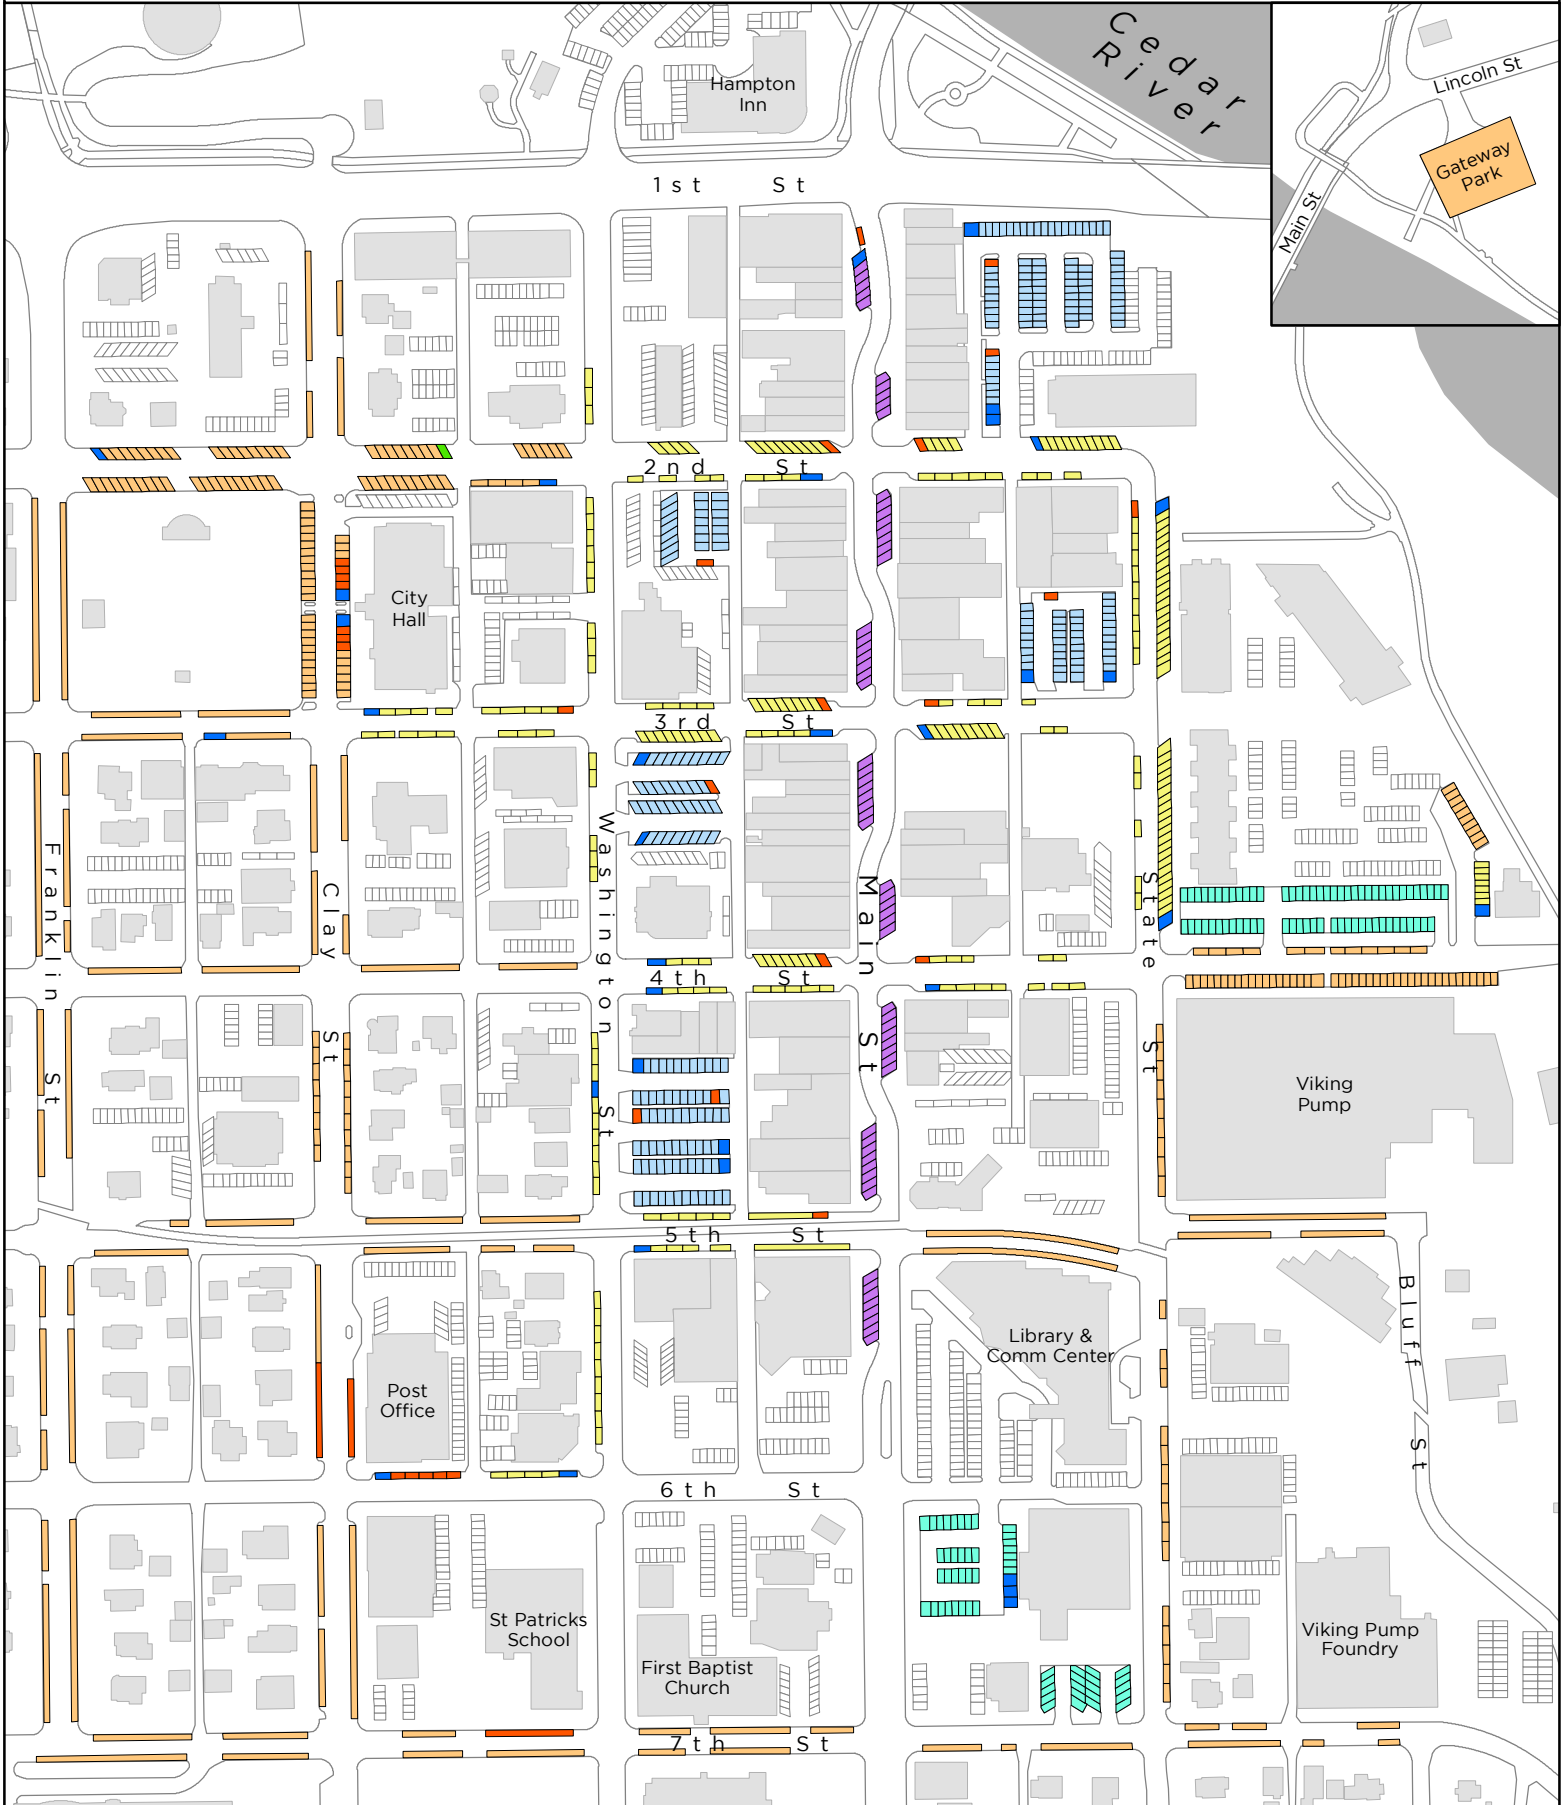 Cedar
River
Hampton
Inn
Lincoln St
Gateway
Park
Main St
1st St
2nd St
City
Hall
3rd St
Franklin St
Clay St
Washington St
Main St
State St
4th St
Viking
Pump
5th St
Bluff St
Library &
Comm Center
Post
Office
6th St
St Patricks
School
First Baptist
Church
Viking Pump
Foundry
7th St